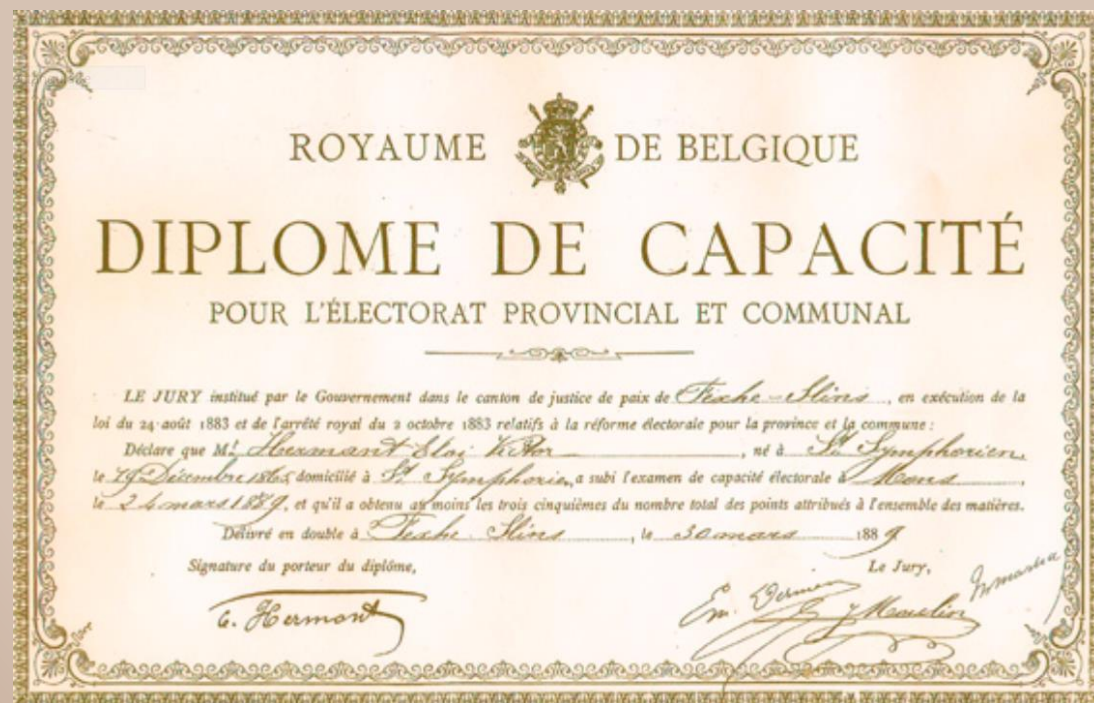 ROYAUME DE BELGIQUE
DIPLOME DE CAPACITÉ
POUR L'ÉLECTORAT PROVINCIAL ET COMMUNAL
LE JURY institué par le Gouvernement dans le canton de justice de paix de Fexhe-Slins, en exécution de la
loi du 24 août 1883 et de l'arrêté royal du 2 octobre 1883 relatifs à la réforme électorale pour la province et la commune :
Déclare que Mr Hermant Eloi Victor, né à St Symphorien,
le 19 Décembre 1865 domicilié à St Symphorien, a subi l'examen de capacité électorale à Mons,
le 24 mars 1889, et qu'il a obtenu au moins les trois cinquièmes du nombre total des points attribués à l'ensemble des matières.
Délivré en double à Fexhe-Slins, le 30 mars 1889
Signature du porteur du diplôme, Le Jury,
E. Hermant Em. J Moulin